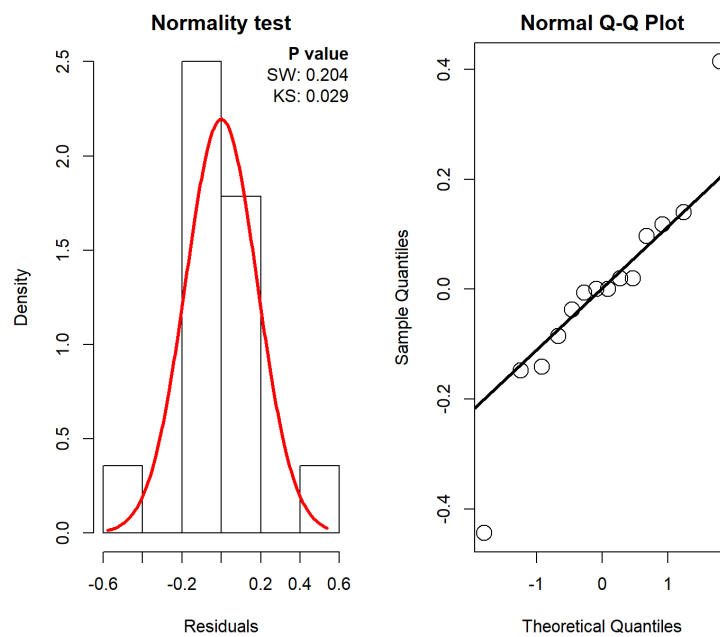 Normality test
P value
SW: 0.204
KS: 0.029
Density
0.0
0.5
1.0
1.5
2.0
2.5
-0.6
-0.2
0.2
0.4
0.6
Residuals
Normal Q-Q Plot
Sample Quantiles
-0.4
-0.2
0.0
0.2
0.4
-1
0
1
Theoretical Quantiles